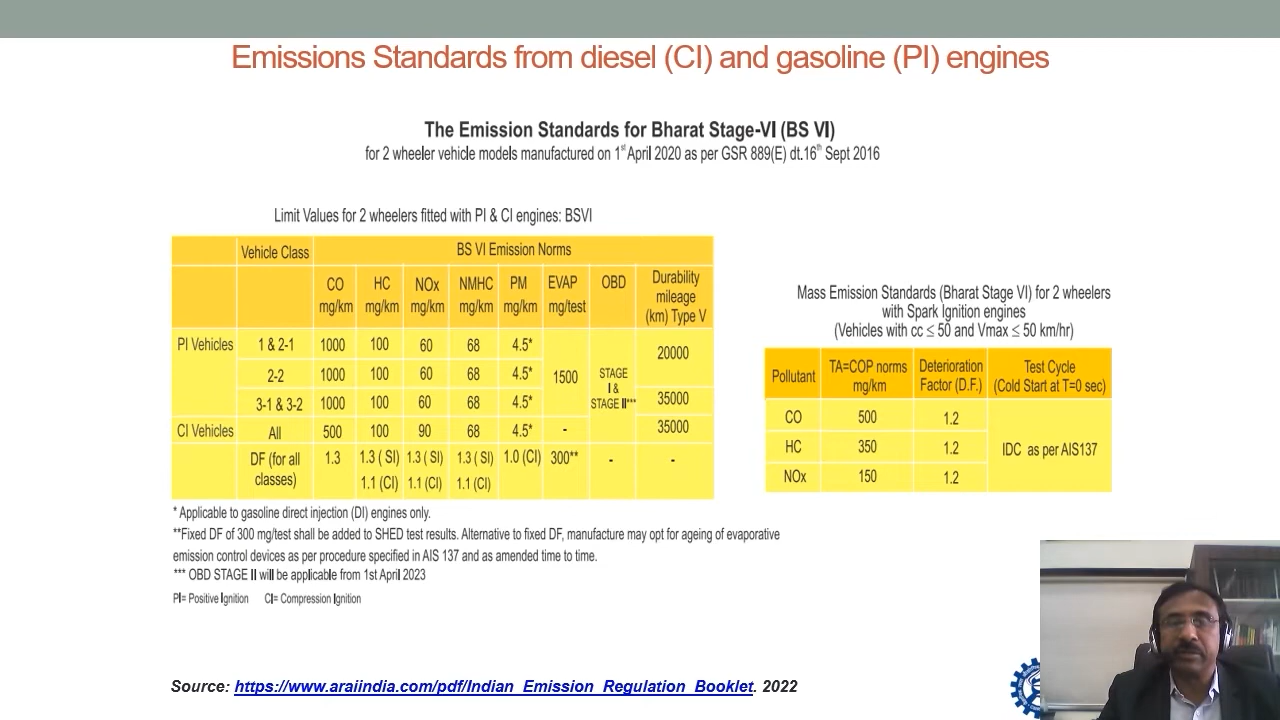 Emissions Standards from diesel (CI) and gasoline (PI) engines
The Emission Standards for Bharat Stage-VI (BS VI)
for 2 wheeler vehicle models manufactured on 1st April 2020 as per GSR 889(E) dt.16th Sept 2016
Limit Values for 2 wheelers fitted with PI & CI engines: BSVI
Vehicle Class BS VI Emission Norms
CO mg/km HC mg/km NOx mg/km NMHC mg/km PM mg/km EVAP mg/test OBD Durability mileage (km) Type V
PI Vehicles 1 & 2-1 1000 100 60 68 4.5* 1500 STAGE I & STAGE II*** 20000
2-2 1000 100 60 68 4.5*
3-1 & 3-2 1000 100 60 68 4.5* 35000
CI Vehicles All 500 100 90 68 4.5* - 35000
DF (for all classes) 1.3 1.3 ( SI) 1.3 ( SI) 1.3 ( SI) 1.0 (CI) 300** - -
1.1 (CI) 1.1 (CI) 1.1 (CI)
* Applicable to gasoline direct injection (DI) engines only.
**Fixed DF of 300 mg/test shall be added to SHED test results. Alternative to fixed DF, manufacture may opt for ageing of evaporative
emission control devices as per procedure specified in AIS 137 and as amended time to time.
*** OBD STAGE II will be applicable from 1st April 2023
PI= Positive Ignition CI= Compression Ignition
Mass Emission Standards (Bharat Stage VI) for 2 wheelers
with Spark Ignition engines
(Vehicles with cc ≤ 50 and Vmax ≤ 50 km/hr)
Pollutant TA=COP norms mg/km Deterioration Factor (D.F.) Test Cycle (Cold Start at T=0 sec)
CO 500 1.2 IDC as per AIS137
HC 350 1.2
NOx 150 1.2
Source: https://www.araiindia.com/pdf/Indian_Emission_Regulation_Booklet. 2022